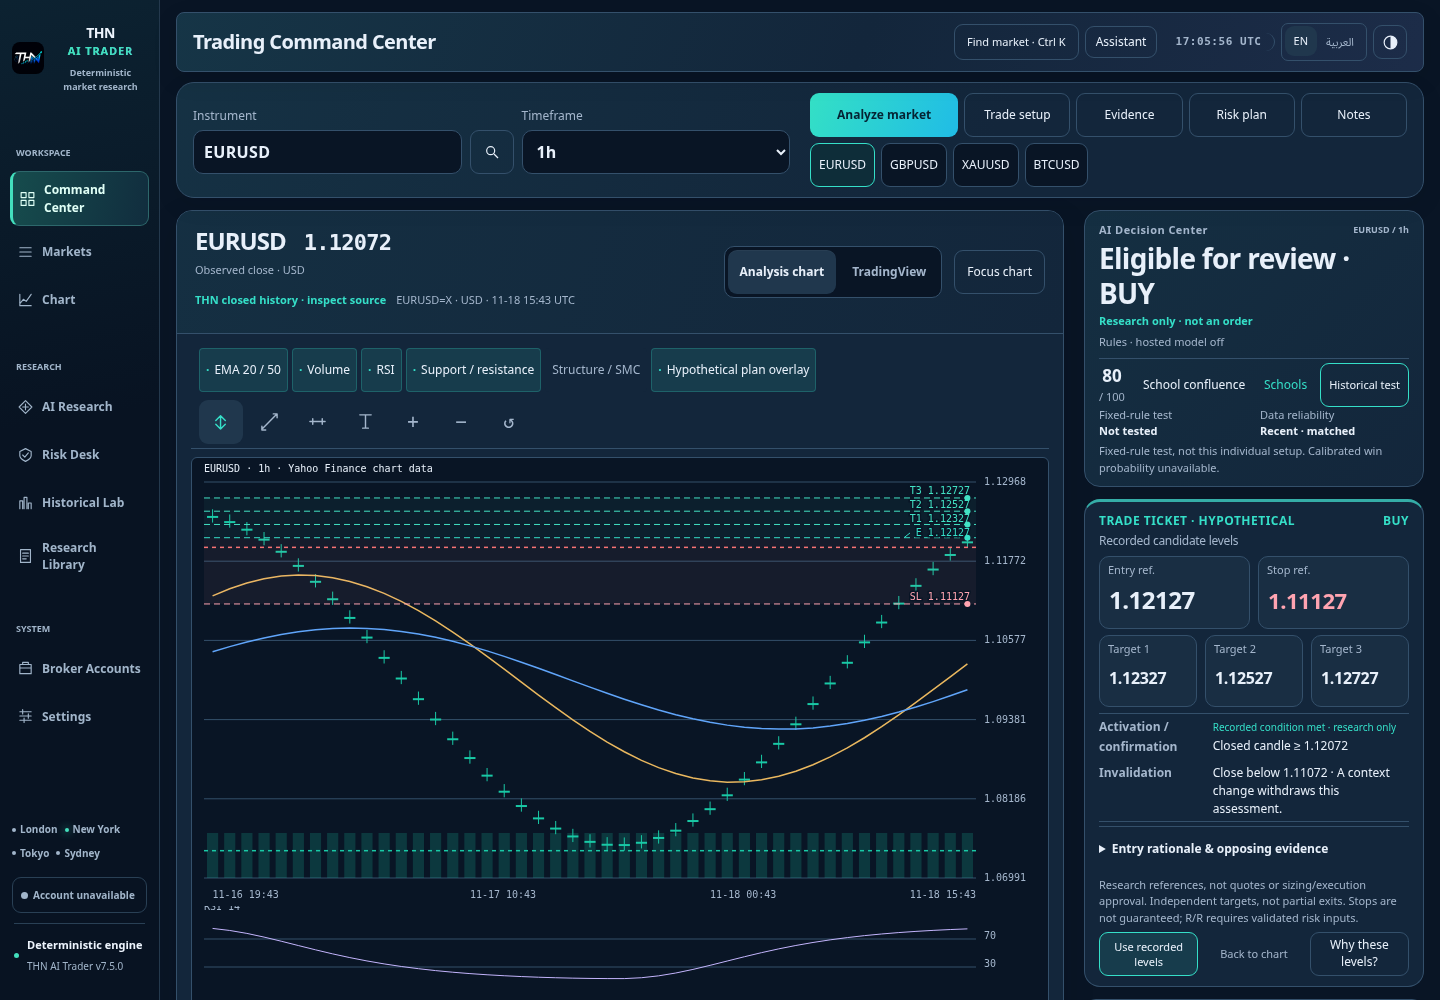 THN
AI TRADER
Deterministic
market research
WORKSPACE
Command
Center
Markets
Chart
RESEARCH
AI Research
Risk Desk
Historical Lab
Research
Library
SYSTEM
Broker Accounts
Settings
London New York
Tokyo Sydney
Account unavailable
Deterministic engine
THN AI Trader v7.5.0
Trading Command Center
Find market · Ctrl K
Assistant
17:05:56 UTC
EN
العربية
Instrument
EURUSD
Timeframe
1h
Analyze market
Trade setup
Evidence
Risk plan
Notes
EURUSD
GBPUSD
XAUUSD
BTCUSD
EURUSD 1.12072
Observed close · USD
THN closed history · inspect source EURUSD=X · USD · 11-18 15:43 UTC
Analysis chart
TradingView
Focus chart
· EMA 20 / 50
· Volume
· RSI
· Support / resistance
Structure / SMC
· Hypothetical plan overlay
EURUSD · 1h · Yahoo Finance chart data
1.12968
T3 1.12727
T2 1.12527
T1 1.12327
E 1.12127
1.11772
SL 1.11127
1.10577
1.09381
1.08186
1.06991
11-16 19:43
11-17 10:43
11-18 00:43
11-18 15:43
RSI 14
70
30
AI Decision Center
EURUSD / 1h
Eligible for review ·
BUY
Research only · not an order
Rules · hosted model off
80
/ 100
School confluence
Schools
Historical test
Fixed-rule test
Not tested
Data reliability
Recent · matched
Fixed-rule test, not this individual setup. Calibrated win
probability unavailable.
TRADE TICKET · HYPOTHETICAL
BUY
Recorded candidate levels
Entry ref.
1.12127
Stop ref.
1.11127
Target 1
1.12327
Target 2
1.12527
Target 3
1.12727
Activation /
confirmation
Recorded condition met · research only
Closed candle ≥ 1.12072
Invalidation
Close below 1.11072 · A context
change withdraws this
assessment.
Entry rationale & opposing evidence
Research references, not quotes or sizing/execution
approval. Independent targets, not partial exits. Stops are
not guaranteed; R/R requires validated risk inputs.
Use recorded
levels
Back to chart
Why these
levels?